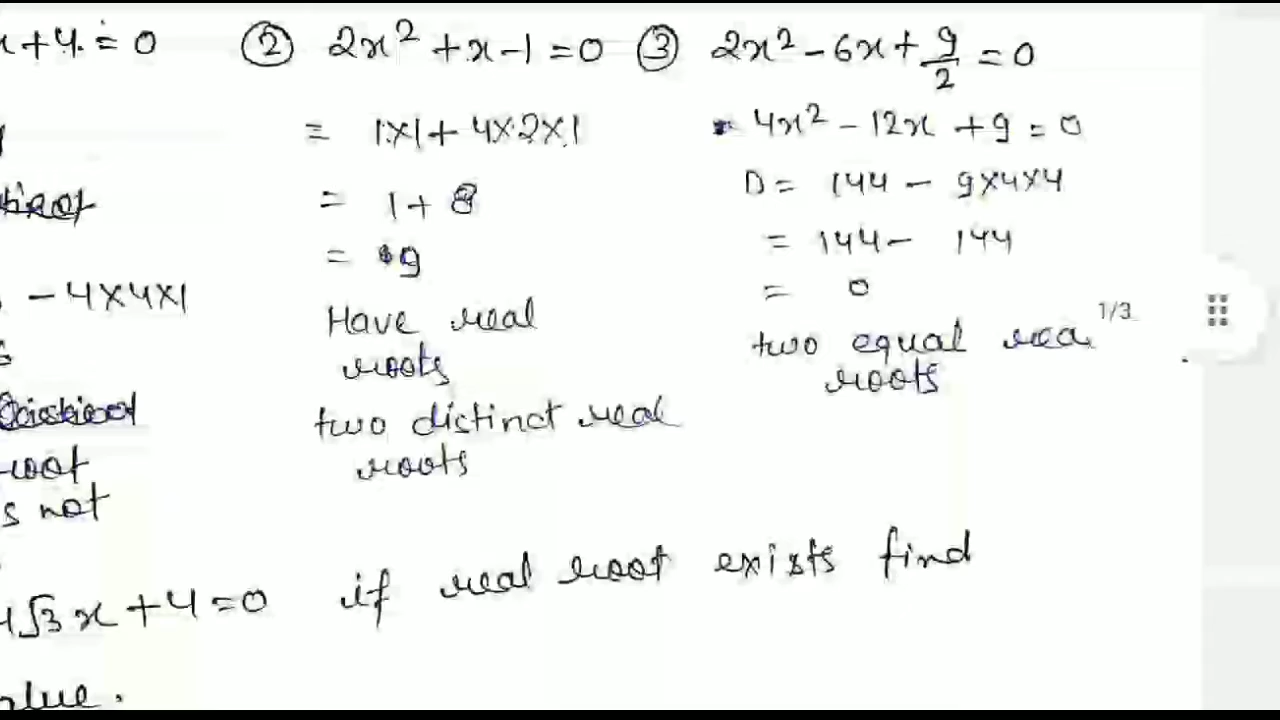 x+4 = 0 ② 2x² + x - 1 = 0 ③ 2x² - 6x + 9/2 = 0
= 1×1 + 4×2×1
= 1 + 8
= 9
Have real
roots
two distinct real
roots
4x² - 12x + 9 = 0
D = 144 - 9×4×4
= 144 - 144
= 0
two equal rea
roots
1/3
- 4×4×1
root
s not
4√3x + 4 = 0 if real root exists find
alue.